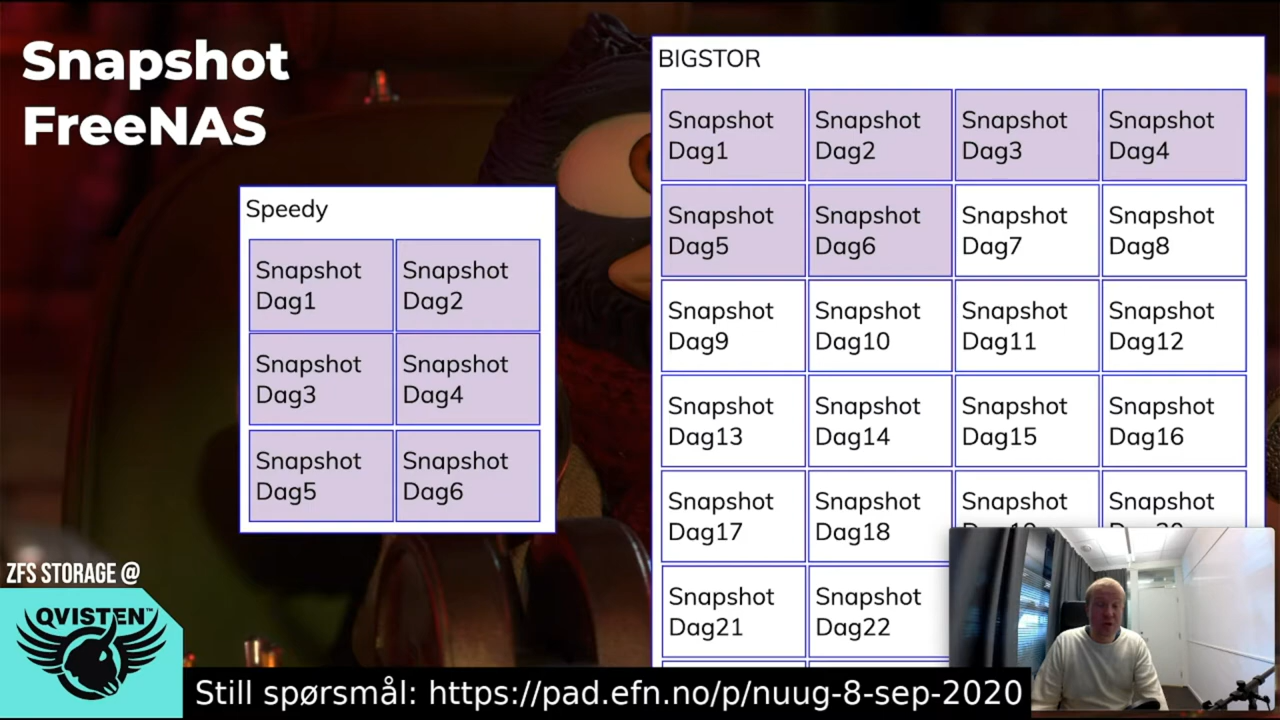 Snapshot
FreeNAS
Speedy
Snapshot
Dag1
Snapshot
Dag2
Snapshot
Dag3
Snapshot
Dag4
Snapshot
Dag5
Snapshot
Dag6
BIGSTOR
Snapshot
Dag1
Snapshot
Dag2
Snapshot
Dag3
Snapshot
Dag4
Snapshot
Dag5
Snapshot
Dag6
Snapshot
Dag7
Snapshot
Dag8
Snapshot
Dag9
Snapshot
Dag10
Snapshot
Dag11
Snapshot
Dag12
Snapshot
Dag13
Snapshot
Dag14
Snapshot
Dag15
Snapshot
Dag16
Snapshot
Dag17
Snapshot
Dag18
Snapshot
Snapshot
Snapshot
Dag21
Snapshot
Dag22
ZFS STORAGE @
QVISTEN™
Still spørsmål: https://pad.efn.no/p/nuug-8-sep-2020